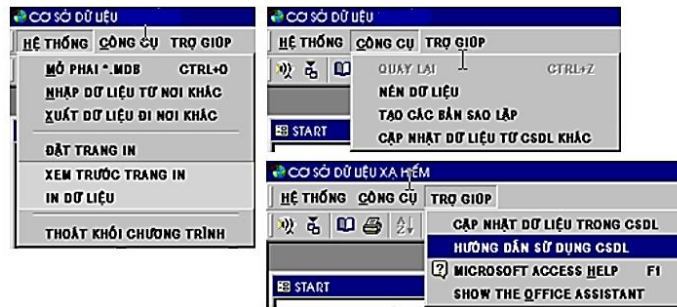 CƠ SỞ DỮ LIỆU
HỆ THỐNG CÔNG CỤ TRỢ GIÚP
MỞ PHAI *.MDB CTRL+O
NHẬP DỮ LIỆU TỪ NƠI KHÁC
XUẤT DỮ LIỆU ĐI NƠI KHÁC
ĐẶT TRANG IN
XEM TRƯỚC TRANG IN
IN DỮ LIỆU
THOÁT KHỎI CHƯƠNG TRÌNH
CƠ SỞ DỮ LIỆU
HỆ THỐNG CÔNG CỤ TRỢ GIÚP
QUAY LẠI CTRL+Z
NÉN DỮ LIỆU
TẠO CÁC BẢN SAO LẶP
CẬP NHẬT DỮ LIỆU TỪ CSDL KHÁC
START
CƠ SỞ DỮ LIỆU XẠ HIẾM
HỆ THỐNG CÔNG CỤ TRỢ GIÚP
CẬP NHẬT DỮ LIỆU TRONG CSDL
HƯỚNG DẪN SỬ DỤNG CSDL
MICROSOFT ACCESS HELP F1
SHOW THE OFFICE ASSISTANT
START